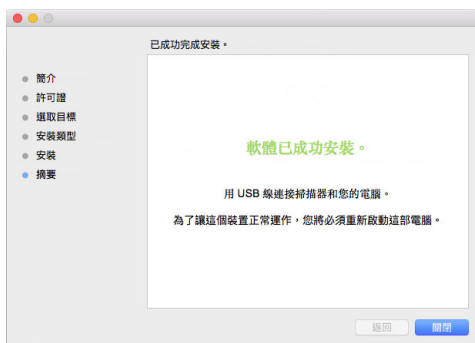 已成功完成安裝。
簡介
許可證
選取目標
安裝類型
安裝
摘要
軟體已成功安裝。
用 USB 線連接掃描器和您的電腦。
為了讓這個裝置正常運作，您將必須重新啟動這部電腦。
返回
關閉